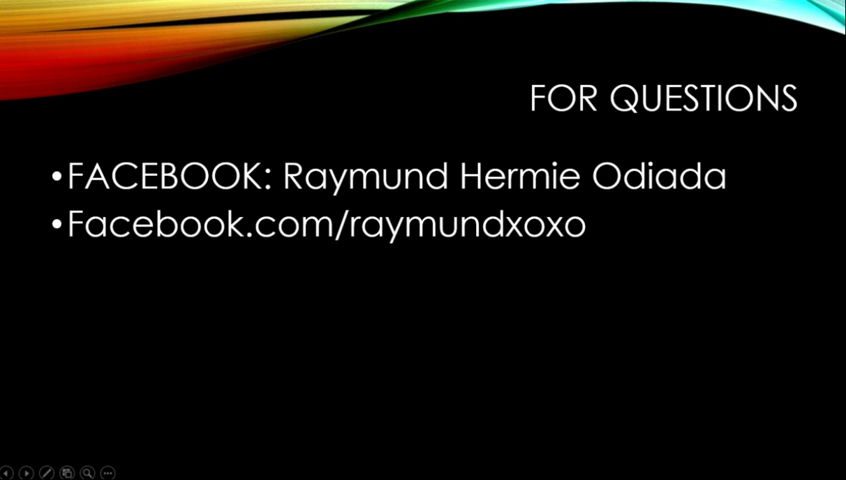 FOR QUESTIONS
•FACEBOOK: Raymund Hermie Odiada
•Facebook.com/raymundxoxo